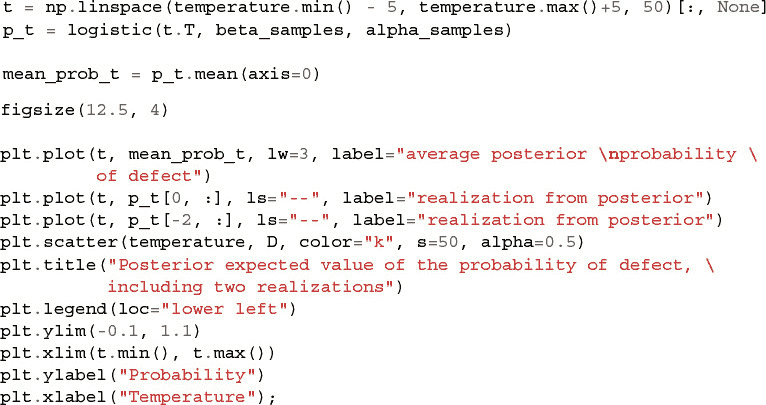 t = np.linspace(temperature.min() - 5, temperature.max()+5, 50)[:, None]
p_t = logistic(t.T, beta_samples, alpha_samples)
mean_prob_t = p_t.mean(axis=0)
figsize(12.5, 4)
plt.plot(t, mean_prob_t, lw=3, label="average posterior \nprobability \
of defect")
plt.plot(t, p_t[0, :], ls="--", label="realization from posterior")
plt.plot(t, p_t[-2, :], ls="--", label="realization from posterior")
plt.scatter(temperature, D, color="k", s=50, alpha=0.5)
plt.title("Posterior expected value of the probability of defect, \
including two realizations")
plt.legend(loc="lower left")
plt.ylim(-0.1, 1.1)
plt.xlim(t.min(), t.max())
plt.ylabel("Probability")
plt.xlabel("Temperature");